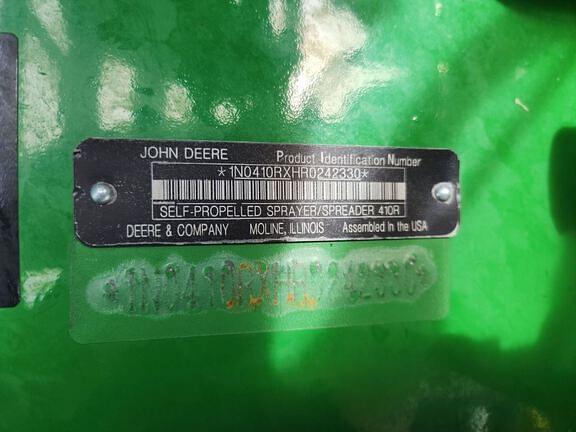 JOHN DEERE Product Identification Number
*1N0410RXHR0242330*
SELF-PROPELLED SPRAYER/SPREADER 410R
DEERE & COMPANY MOLINE, ILLINOIS Assembled in the USA
*1N0410RXHR0242330*